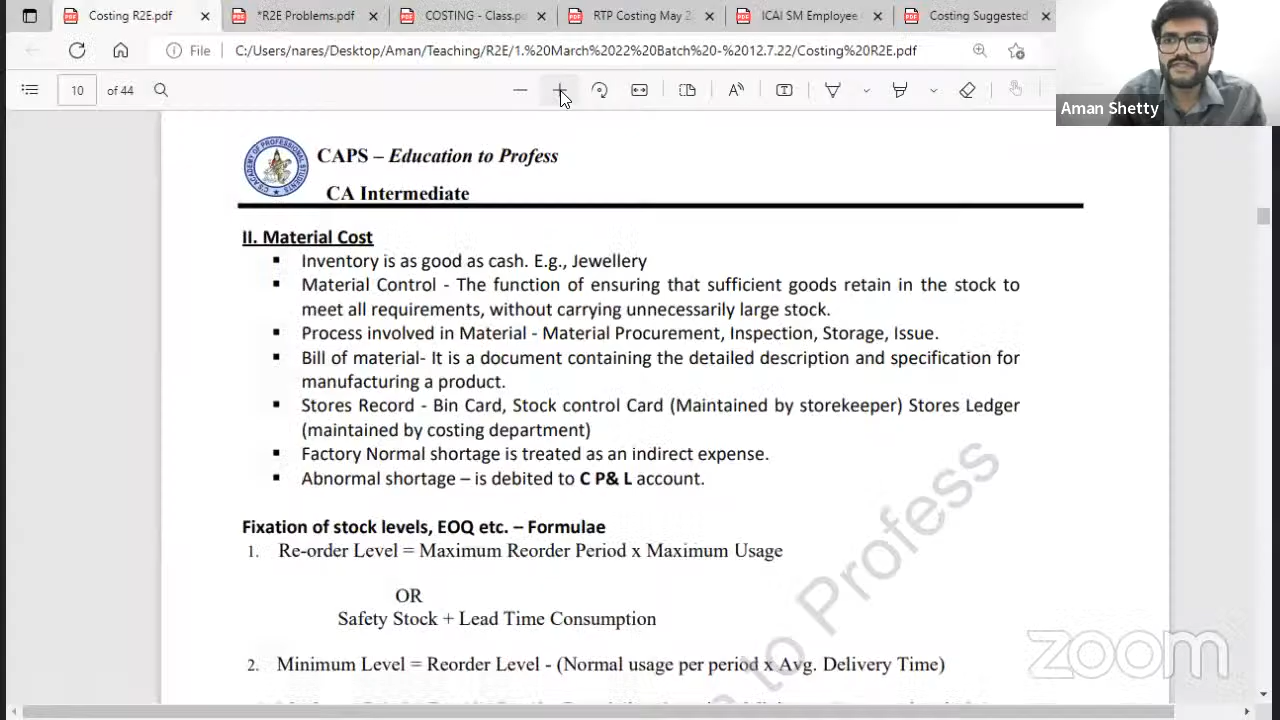 Costing R2E.pdf
*R2E Problems.pdf
COSTING - Class.p
RTP Costing May 2
ICAI SM Employee
Costing Suggested
File
C:/Users/nares/Desktop/Aman/Teaching/R2E/1.%20March%2022%20Batch%20-%2012.7.22/Costing%20R2E.pdf
10 of 44
Aman Shetty
CAPS – Education to Profess
CA Intermediate
II. Material Cost
▪ Inventory is as good as cash. E.g., Jewellery
▪ Material Control - The function of ensuring that sufficient goods retain in the stock to
meet all requirements, without carrying unnecessarily large stock.
▪ Process involved in Material - Material Procurement, Inspection, Storage, Issue.
▪ Bill of material- It is a document containing the detailed description and specification for
manufacturing a product.
▪ Stores Record - Bin Card, Stock control Card (Maintained by storekeeper) Stores Ledger
(maintained by costing department)
▪ Factory Normal shortage is treated as an indirect expense.
▪ Abnormal shortage – is debited to C P& L account.
Fixation of stock levels, EOQ etc. – Formulae
1. Re-order Level = Maximum Reorder Period x Maximum Usage
OR
Safety Stock + Lead Time Consumption
2. Minimum Level = Reorder Level - (Normal usage per period x Avg. Delivery Time)
to Profess
zoom